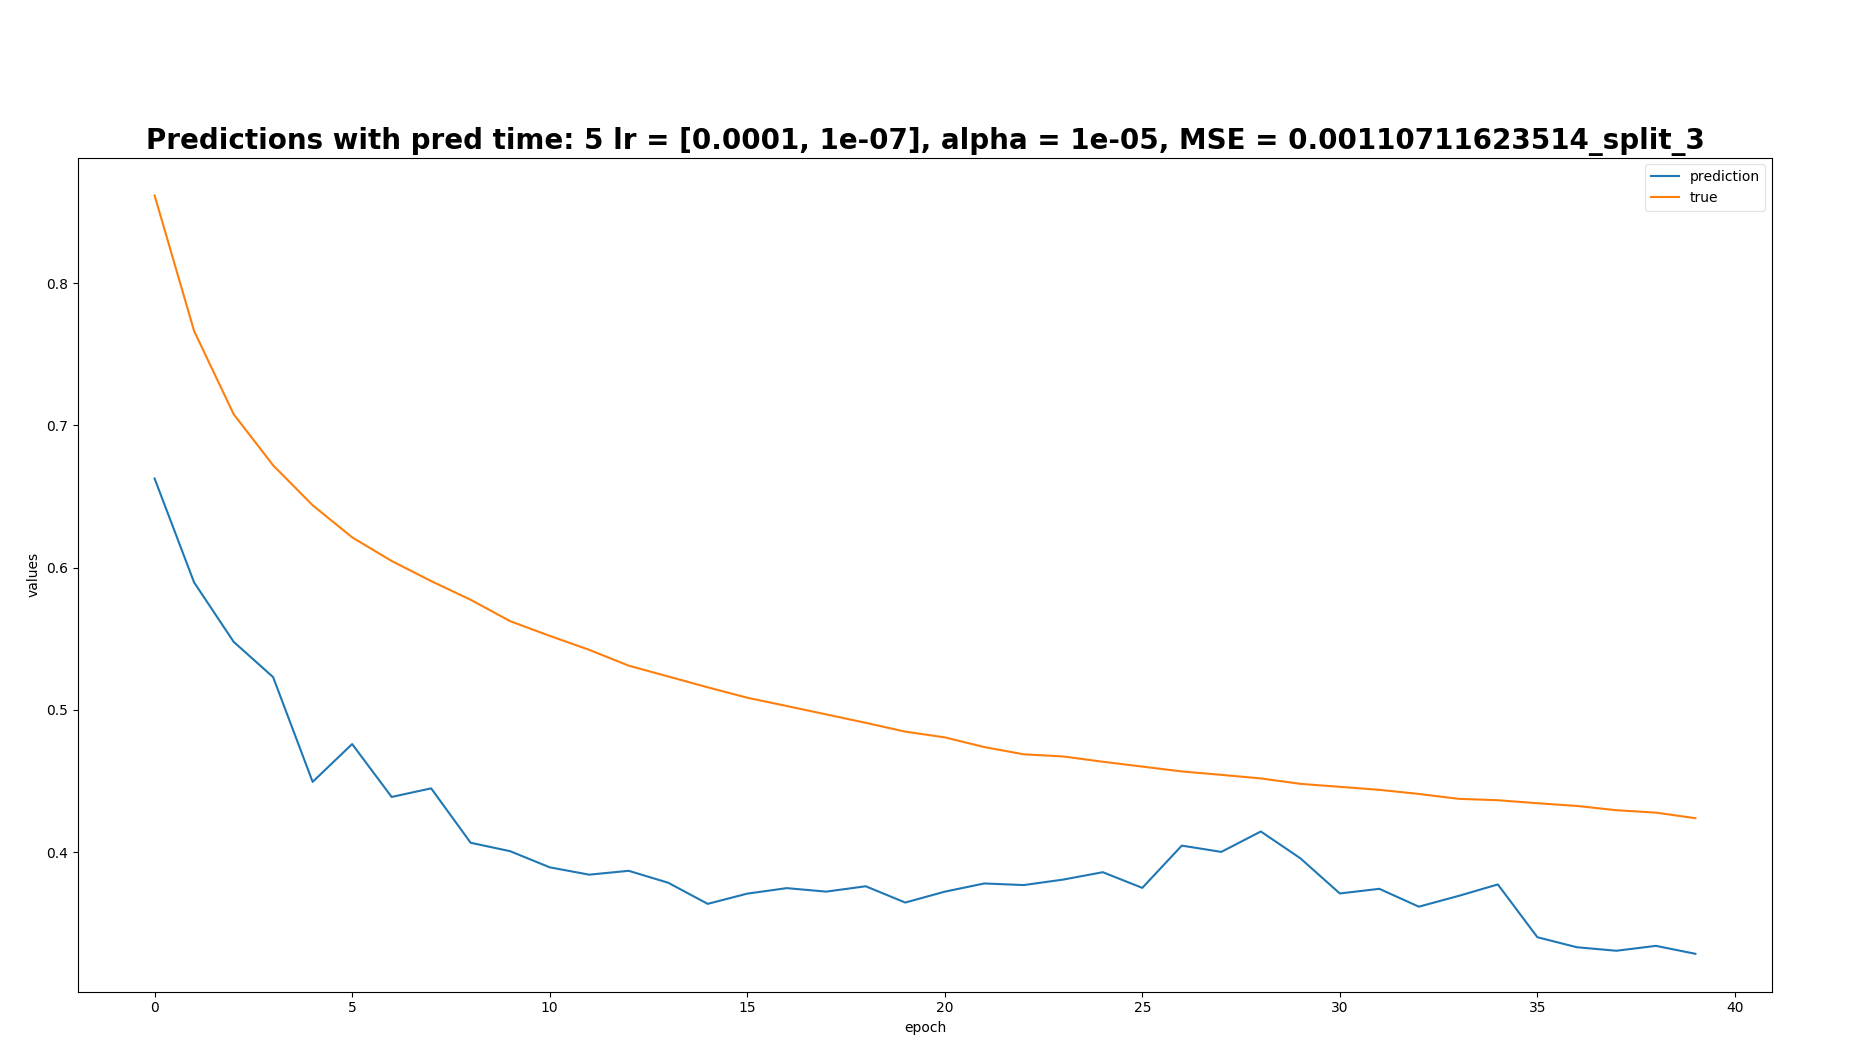 Predictions with pred time: 5 lr = [0.0001, 1e-07], alpha = 1e-05, MSE = 0.00110711623514_split_3
prediction
true
0.8
0.7
0.6
0.5
0.4
values
0 5 10 15 20 25 30 35 40
epoch